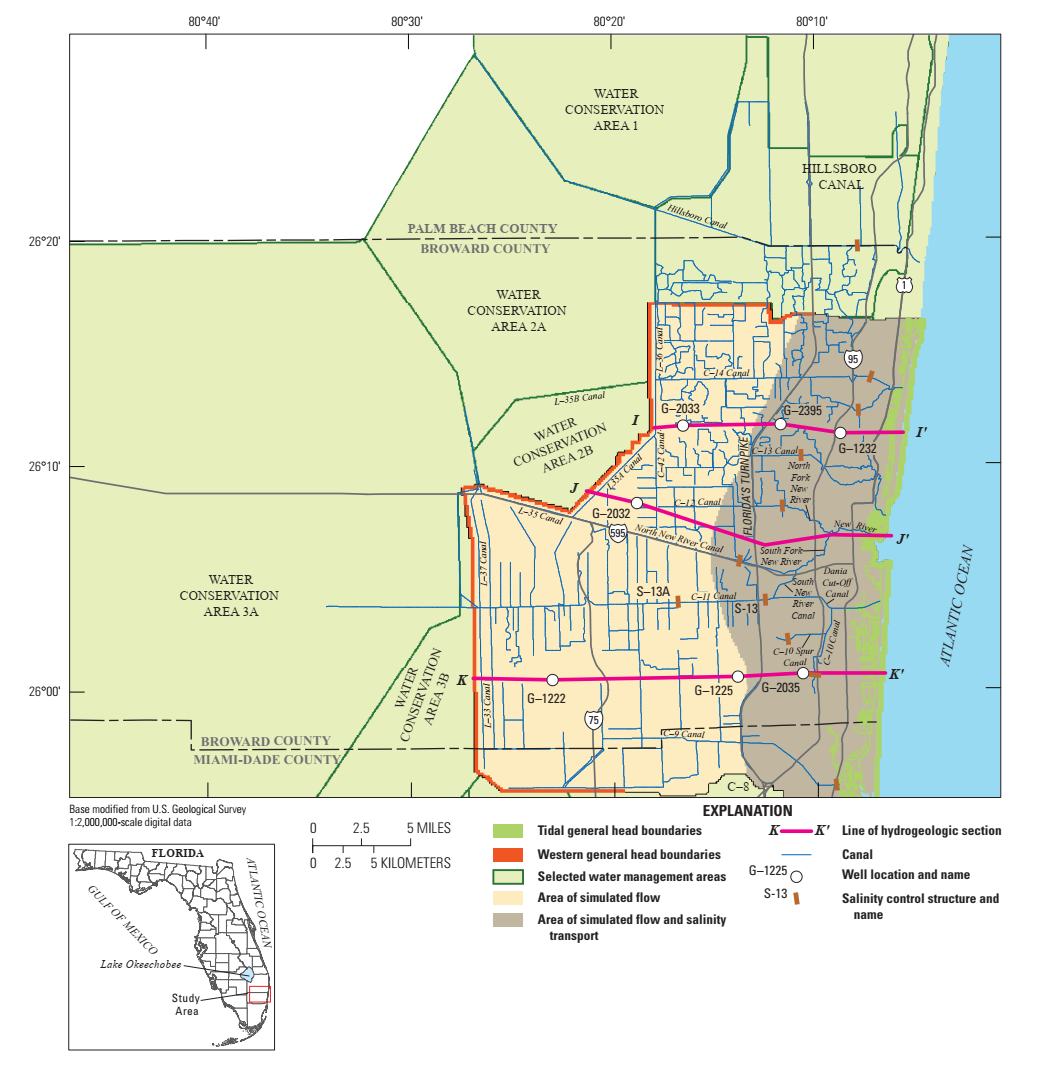 80°40'
80°30'
80°20'
80°10'
WATER
CONSERVATION
AREA 1
HILLSBORO
CANAL
Hillsboro Canal
26°20'
PALM BEACH COUNTY
BROWARD COUNTY
1
WATER
CONSERVATION
AREA 2A
L–36 Canal
95
C–14 Canal
L–35B Canal
G–2033
G–2395
I
I'
WATER
CONSERVATION
AREA 2B
G–1232
C–42 Canal
FLORIDA'S TURNPIKE
C–13 Canal
26°10'
L–35A Canal
North
Fork
New
River
J
G–2032
C–12 Canal
L–35 Canal
595
North New River Canal
New River
J'
South Fork
New River
L–37 Canal
Dania
Cut-Off
Canal
WATER
CONSERVATION
AREA 3A
S–13A
C–11 Canal
S–13
South
New
River
Canal
ATLANTIC OCEAN
C–10 Canal
C–10 Spur
Canal
WATER
CONSERVATION
AREA 3B
26°00'
K
K'
G–1222
G–1225
G–2035
L–33 Canal
75
C–9 Canal
BROWARD COUNTY
MIAMI-DADE COUNTY
C–8
Base modified from U.S. Geological Survey
1:2,000,000-scale digital data
0 2.5 5 MILES
0 2.5 5 KILOMETERS
EXPLANATION
Tidal general head boundaries
Western general head boundaries
Selected water management areas
Area of simulated flow
Area of simulated flow and salinity
transport
K K' Line of hydrogeologic section
Canal
G–1225 Well location and name
S–13 Salinity control structure and
name
FLORIDA
ATLANTIC OCEAN
GULF OF MEXICO
Lake Okeechobee
Study
Area